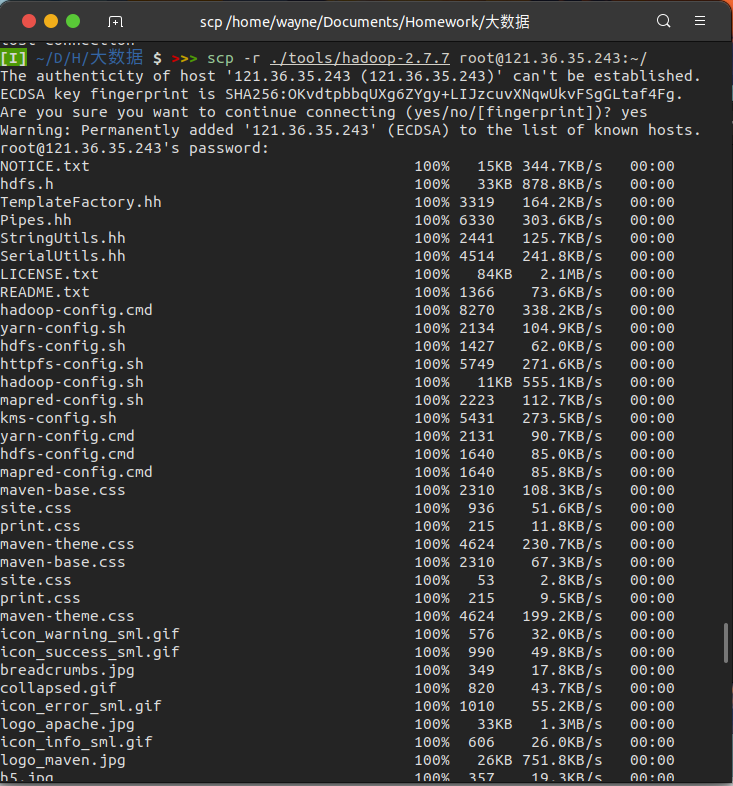 scp /home/wayne/Documents/Homework/大数据
lost connection
[I] ~/D/H/大数据 $ >>> scp -r ./tools/hadoop-2.7.7 root@121.36.35.243:~/
The authenticity of host '121.36.35.243 (121.36.35.243)' can't be established.
ECDSA key fingerprint is SHA256:OKvdtpbbqUXg6ZYgy+LIJzcuvXNqwUkvFSgGLtaf4Fg.
Are you sure you want to continue connecting (yes/no/[fingerprint])? yes
Warning: Permanently added '121.36.35.243' (ECDSA) to the list of known hosts.
root@121.36.35.243's password:
NOTICE.txt 100% 15KB 344.7KB/s 00:00
hdfs.h 100% 33KB 878.8KB/s 00:00
TemplateFactory.hh 100% 3319 164.2KB/s 00:00
Pipes.hh 100% 6330 303.6KB/s 00:00
StringUtils.hh 100% 2441 125.7KB/s 00:00
SerialUtils.hh 100% 4514 241.8KB/s 00:00
LICENSE.txt 100% 84KB 2.1MB/s 00:00
README.txt 100% 1366 73.6KB/s 00:00
hadoop-config.cmd 100% 8270 338.2KB/s 00:00
yarn-config.sh 100% 2134 104.9KB/s 00:00
hdfs-config.sh 100% 1427 62.0KB/s 00:00
httpfs-config.sh 100% 5749 271.6KB/s 00:00
hadoop-config.sh 100% 11KB 555.1KB/s 00:00
mapred-config.sh 100% 2223 112.7KB/s 00:00
kms-config.sh 100% 5431 273.5KB/s 00:00
yarn-config.cmd 100% 2131 90.7KB/s 00:00
hdfs-config.cmd 100% 1640 85.0KB/s 00:00
mapred-config.cmd 100% 1640 85.8KB/s 00:00
maven-base.css 100% 2310 108.3KB/s 00:00
site.css 100% 936 51.6KB/s 00:00
print.css 100% 215 11.8KB/s 00:00
maven-theme.css 100% 4624 230.7KB/s 00:00
maven-base.css 100% 2310 67.3KB/s 00:00
site.css 100% 53 2.8KB/s 00:00
print.css 100% 215 9.5KB/s 00:00
maven-theme.css 100% 4624 199.2KB/s 00:00
icon_warning_sml.gif 100% 576 32.0KB/s 00:00
icon_success_sml.gif 100% 990 49.8KB/s 00:00
breadcrumbs.jpg 100% 349 17.8KB/s 00:00
collapsed.gif 100% 820 43.7KB/s 00:00
icon_error_sml.gif 100% 1010 55.2KB/s 00:00
logo_apache.jpg 100% 33KB 1.3MB/s 00:00
icon_info_sml.gif 100% 606 26.0KB/s 00:00
logo_maven.jpg 100% 26KB 751.8KB/s 00:00
h5.jpg 100% 357 19.3KB/s 00:00